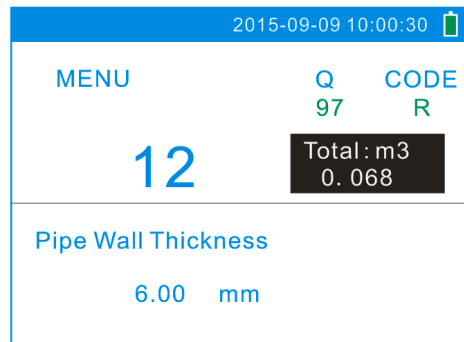 2015-09-09 10:00:30
MENU Q CODE
97 R
12
Total: m3
0.068
Pipe Wall Thickness
6.00 mm